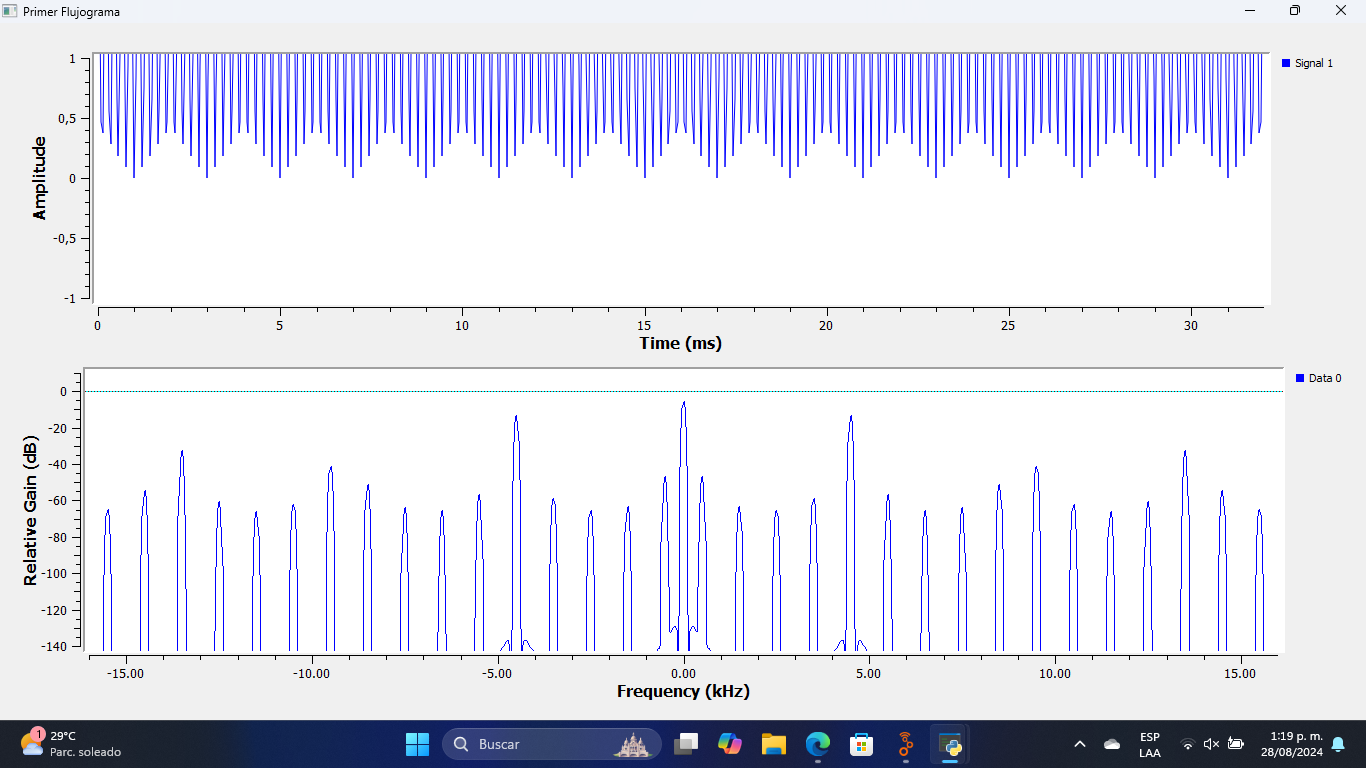 Primer Flujograma
Signal 1
Amplitude
1
0,5
0
-0,5
-1
0 5 10 15 20 25 30
Time (ms)
Data 0
Relative Gain (dB)
0
-20
-40
-60
-80
-100
-120
-140
-15.00 -10.00 -5.00 0.00 5.00 10.00 15.00
Frequency (kHz)
1
29°C
Parc. soleado
Buscar
ESP
LAA
1:19 p. m.
28/08/2024